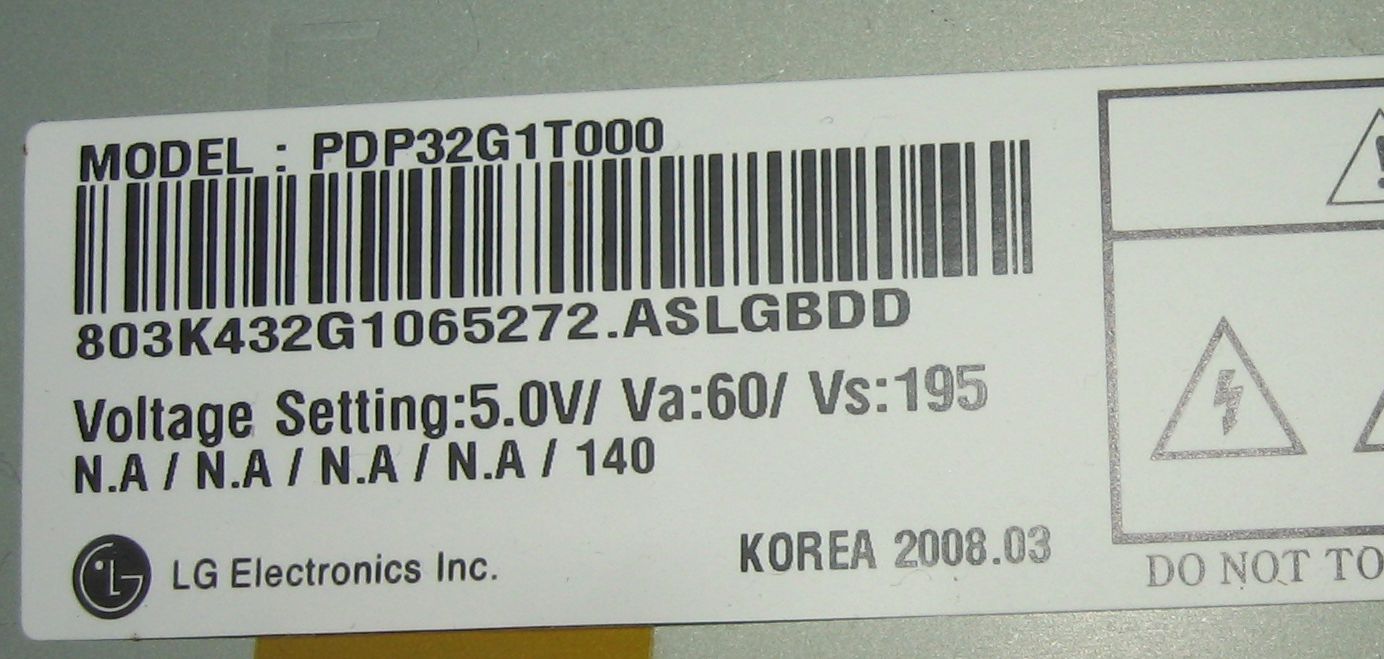 MODEL : PDP32G1T000
803K432G1065272.ASLGBDD
Voltage Setting:5.0V/ Va:60/ Vs:195
N.A / N.A / N.A / N.A / 140
LG Electronics Inc.
KOREA 2008.03
DO NOT TO